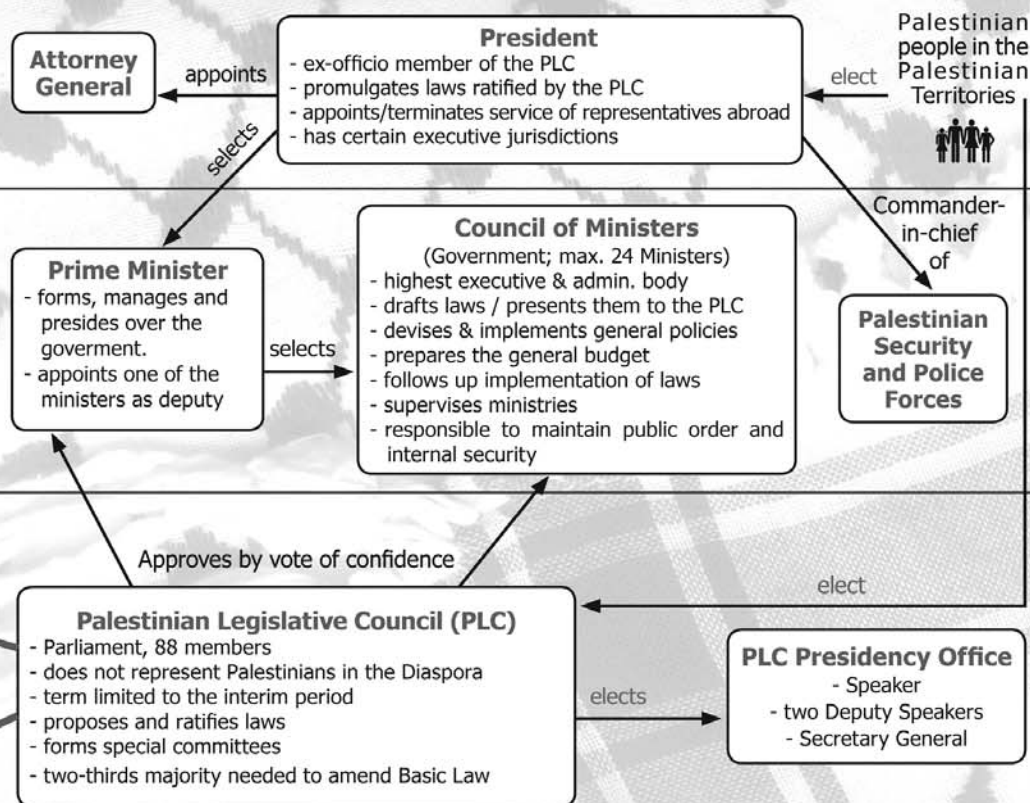 Attorney
General
appoints
President
- ex-officio member of the PLC
- promulgates laws ratified by the PLC
- appoints/terminates service of representatives abroad
- has certain executive jurisdictions
elect
Palestinian
people in the
Palestinian
Territories
selects
Commander-
in-chief
of
Prime Minister
- forms, manages and
presides over the
goverment.
- appoints one of the
ministers as deputy
selects
Council of Ministers
(Government; max. 24 Ministers)
- highest executive & admin. body
- drafts laws / presents them to the PLC
- devises & implements general policies
- prepares the general budget
- follows up implementation of laws
- supervises ministries
- responsible to maintain public order and
internal security
Palestinian
Security
and Police
Forces
Approves by vote of confidence
elect
Palestinian Legislative Council (PLC)
- Parliament, 88 members
- does not represent Palestinians in the Diaspora
- term limited to the interim period
- proposes and ratifies laws
- forms special committees
- two-thirds majority needed to amend Basic Law
elects
PLC Presidency Office
- Speaker
- two Deputy Speakers
- Secretary General